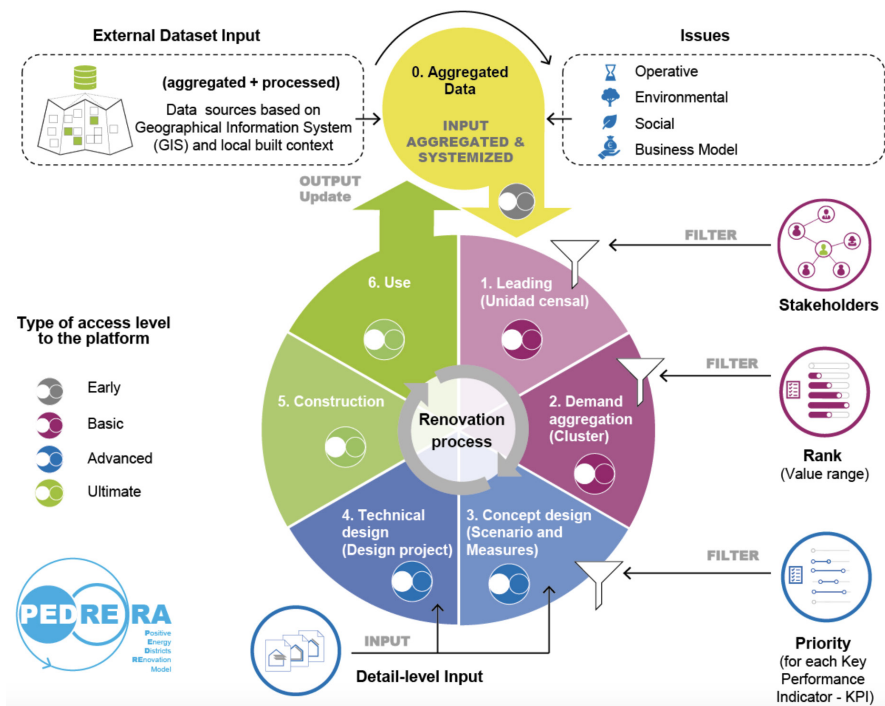 External Dataset Input
(aggregated + processed)
Data sources based on
Geographical Information System
(GIS) and local built context
0. Aggregated
Data
INPUT
AGGREGATED &
SYSTEMIZED
Issues
Operative
Environmental
Social
Business Model
OUTPUT
Update
FILTER
Stakeholders
FILTER
Rank
(Value range)
FILTER
Priority
(for each Key
Performance
Indicator - KPI)
Type of access level
to the platform
Early
Basic
Advanced
Ultimate
6. Use
1. Leading
(Unidad censal)
5. Construction
2. Demand
aggregation
(Cluster)
Renovation
process
4. Technical
design
(Design project)
3. Concept design
(Scenario and
Measures)
INPUT
Detail-level Input
PEDRERA
Positive
Energy
Districts
REnovation
Model